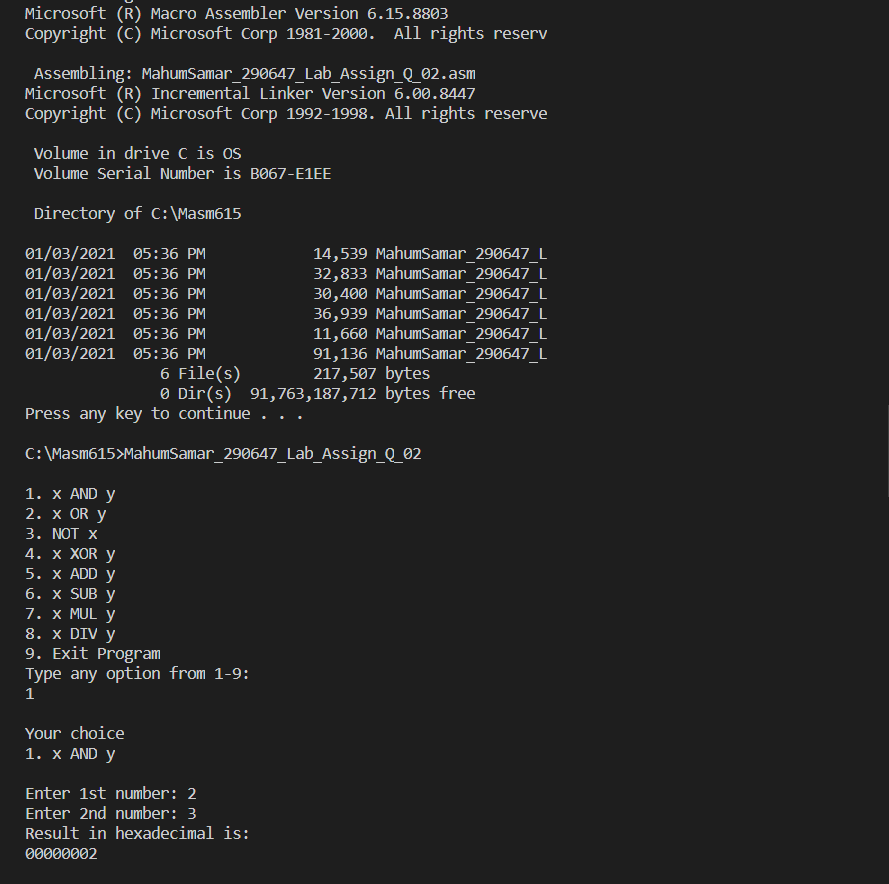 Microsoft (R) Macro Assembler Version 6.15.8803
Copyright (C) Microsoft Corp 1981-2000.  All rights reserv
Assembling: MahumSamar_290647_Lab_Assign_Q_02.asm
Microsoft (R) Incremental Linker Version 6.00.8447
Copyright (C) Microsoft Corp 1992-1998. All rights reserve
Volume in drive C is OS
Volume Serial Number is B067-E1EE
Directory of C:\Masm615
01/03/2021  05:36 PM            14,539 MahumSamar_290647_L
01/03/2021  05:36 PM            32,833 MahumSamar_290647_L
01/03/2021  05:36 PM            30,400 MahumSamar_290647_L
01/03/2021  05:36 PM            36,939 MahumSamar_290647_L
01/03/2021  05:36 PM            11,660 MahumSamar_290647_L
01/03/2021  05:36 PM            91,136 MahumSamar_290647_L
6 File(s)        217,507 bytes
0 Dir(s)  91,763,187,712 bytes free
Press any key to continue . . .
C:\Masm615>MahumSamar_290647_Lab_Assign_Q_02
1. x AND y
2. x OR y
3. NOT x
4. x XOR y
5. x ADD y
6. x SUB y
7. x MUL y
8. x DIV y
9. Exit Program
Type any option from 1-9:
1
Your choice
1. x AND y
Enter 1st number: 2
Enter 2nd number: 3
Result in hexadecimal is:
00000002